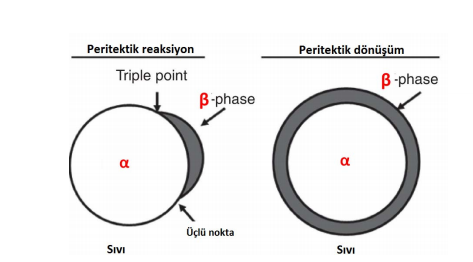 Peritektik reaksiyon
Peritektik dönüşüm
Triple point
β-phase
β-phase
α
α
Üçlü nokta
Sıvı
Sıvı